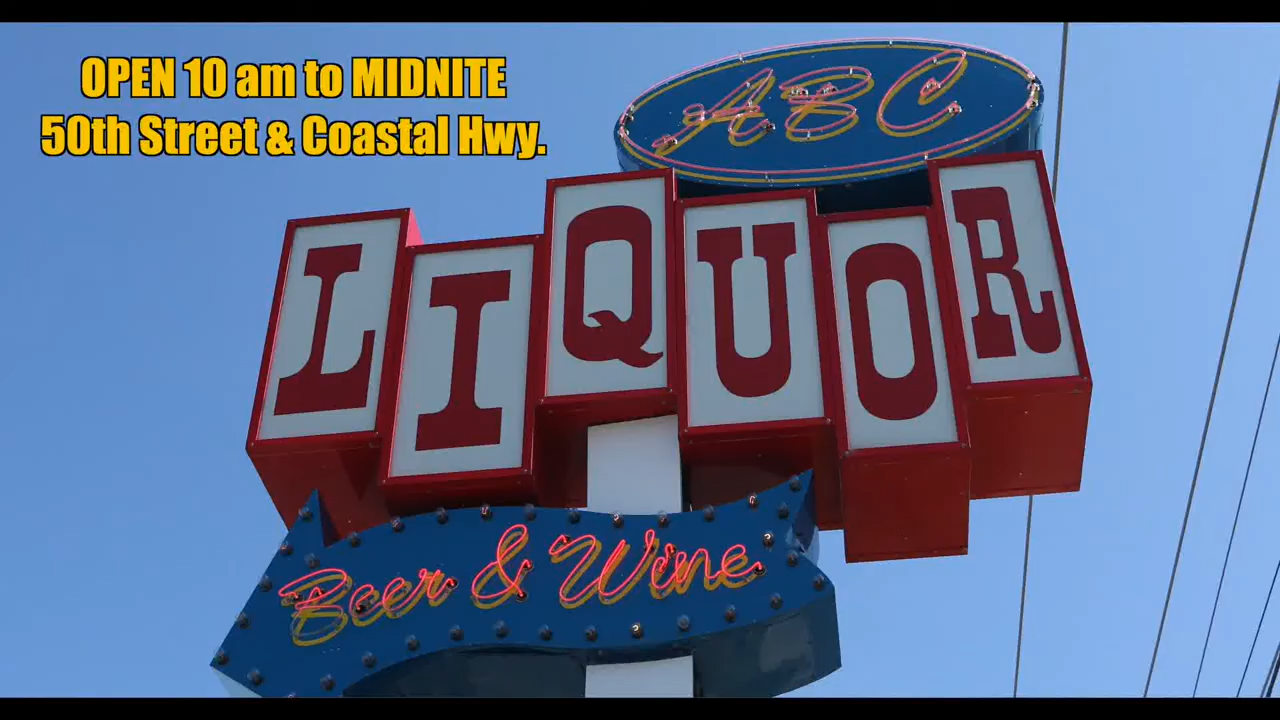 OPEN 10 am to MIDNITE
50th Street & Coastal Hwy.
ABC
LIQUOR
Beer & Wine